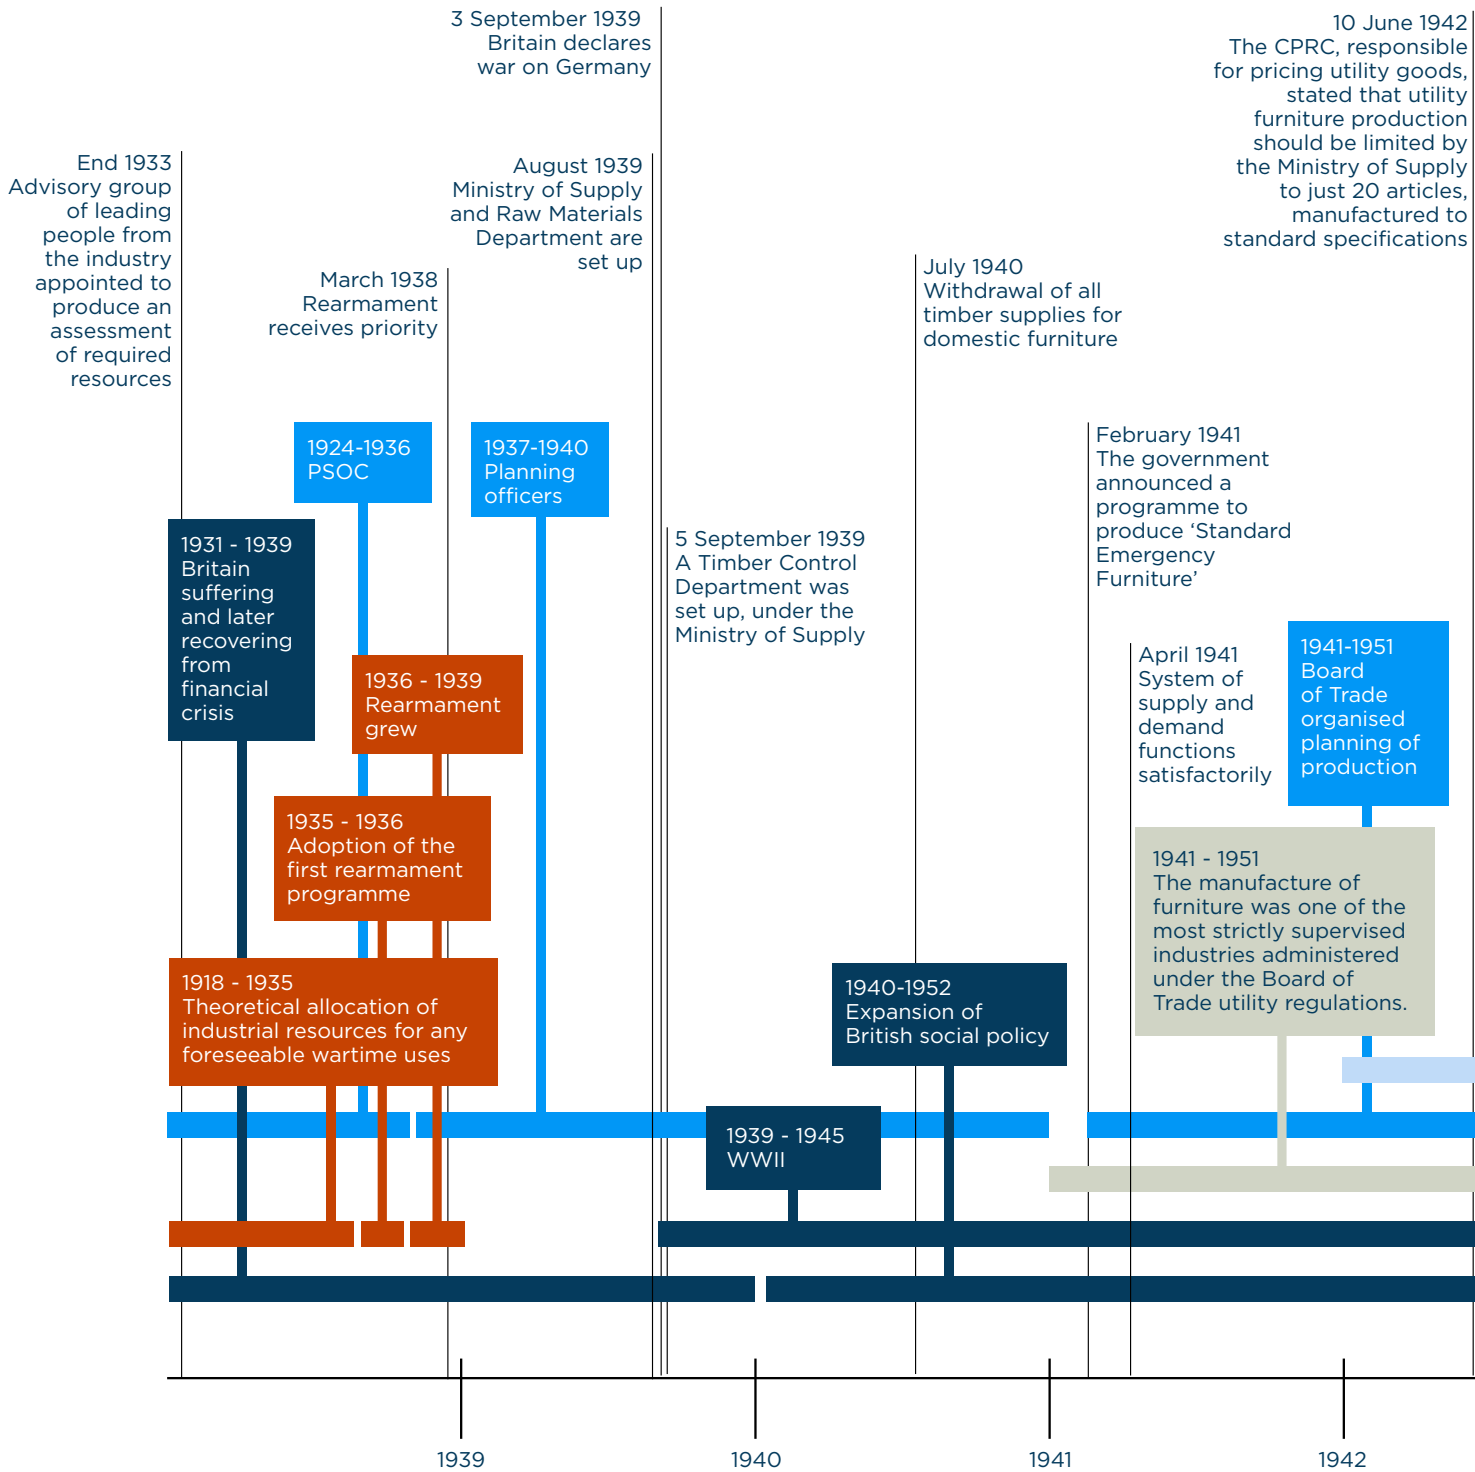 3 September 1939
Britain declares
war on Germany
10 June 1942
The CPRC, responsible
for pricing utility goods,
stated that utility
furniture production
should be limited by
the Ministry of Supply
to just 20 articles,
manufactured to
standard specifications
End 1933
Advisory group
of leading
people from
the industry
appointed to
produce an
assessment
of required
resources
August 1939
Ministry of Supply
and Raw Materials
Department are
set up
March 1938
Rearmament
receives priority
July 1940
Withdrawal of all
timber supplies for
domestic furniture
1924-1936
PSOC
1937-1940
Planning
officers
February 1941
The government
announced a
programme to
produce ‘Standard
Emergency
Furniture’
1931 - 1939
Britain
suffering
and later
recovering
from
financial
crisis
5 September 1939
A Timber Control
Department was
set up, under the
Ministry of Supply
1936 - 1939
Rearmament
grew
April 1941
System of
supply and
demand
functions
satisfactorily
1941-1951
Board
of Trade
organised
planning of
production
1935 - 1936
Adoption of the
first rearmament
programme
1941 - 1951
The manufacture of
furniture was one of the
most strictly supervised
industries administered
under the Board of
Trade utility regulations.
1918 - 1935
Theoretical allocation of
industrial resources for any
foreseeable wartime uses
1940-1952
Expansion of
British social policy
1939 - 1945
WWII
1939
1940
1941
1942